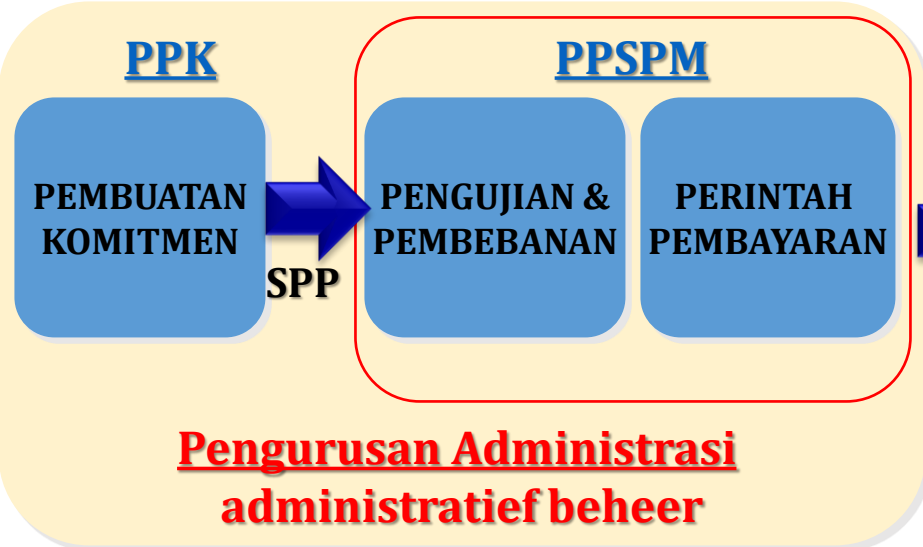 PPK
PPSPM
PEMBUATAN
KOMITMEN
SPP
PENGUJIAN &
PEMBEBANAN
PERINTAH
PEMBAYARAN
Pengurusan Administrasi
administratief beheer